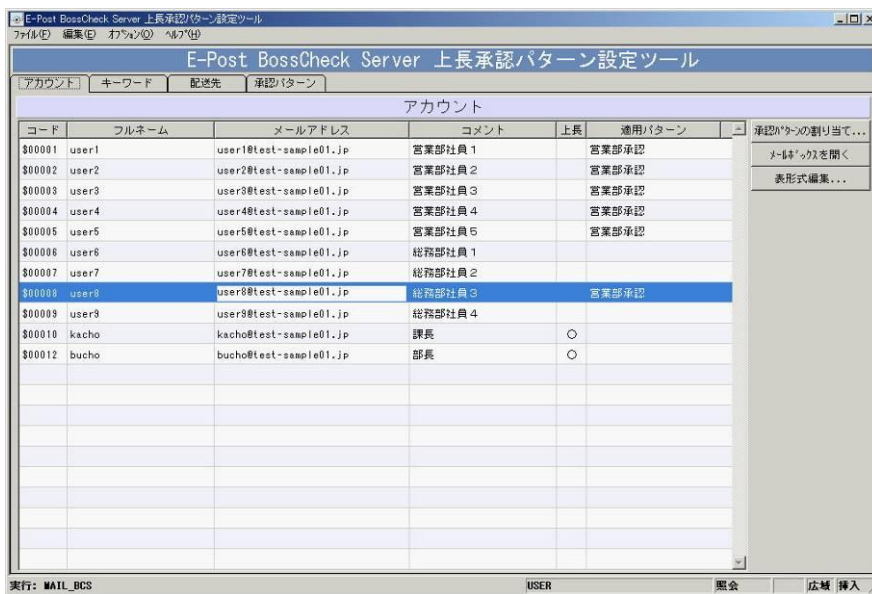 E-Post BossCheck Server 上長承認パターン設定ツール
ファイル(F) 編集(E) オプション(O) ヘルプ(H)
E-Post BossCheck Server 上長承認パターン設定ツール
アカウント キーワード 配送先 承認パターン
アカウント
コード フルネーム メールアドレス コメント 上長 適用パターン
承認パターンの割り当て...
メールボックスを開く
表形式編集...
$00001 user1 user1@test-sample01.jp 営業部社員1 営業部承認
$00002 user2 user2@test-sample01.jp 営業部社員2 営業部承認
$00003 user3 user3@test-sample01.jp 営業部社員3 営業部承認
$00004 user4 user4@test-sample01.jp 営業部社員4 営業部承認
$00005 user5 user5@test-sample01.jp 営業部社員5 営業部承認
$00006 user6 user6@test-sample01.jp 総務部社員1
$00007 user7 user7@test-sample01.jp 総務部社員2
$00008 user8 user8@test-sample01.jp 総務部社員3 営業部承認
$00009 user9 user9@test-sample01.jp 総務部社員4
$00010 kacho kacho@test-sample01.jp 課長 ○
$00012 bucho bucho@test-sample01.jp 部長 ○
実行: MAIL_BCS USER 照会 広域 挿入